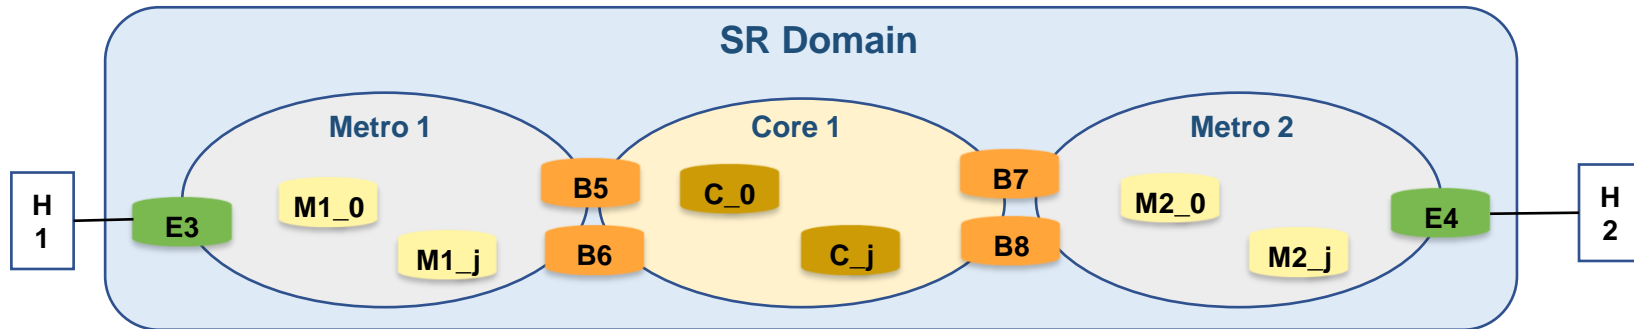 SR Domain
Metro 1
Core 1
Metro 2
H
1
E3
M1_0
M1_j
B5
B6
C_0
C_j
B7
B8
M2_0
M2_j
E4
H
2